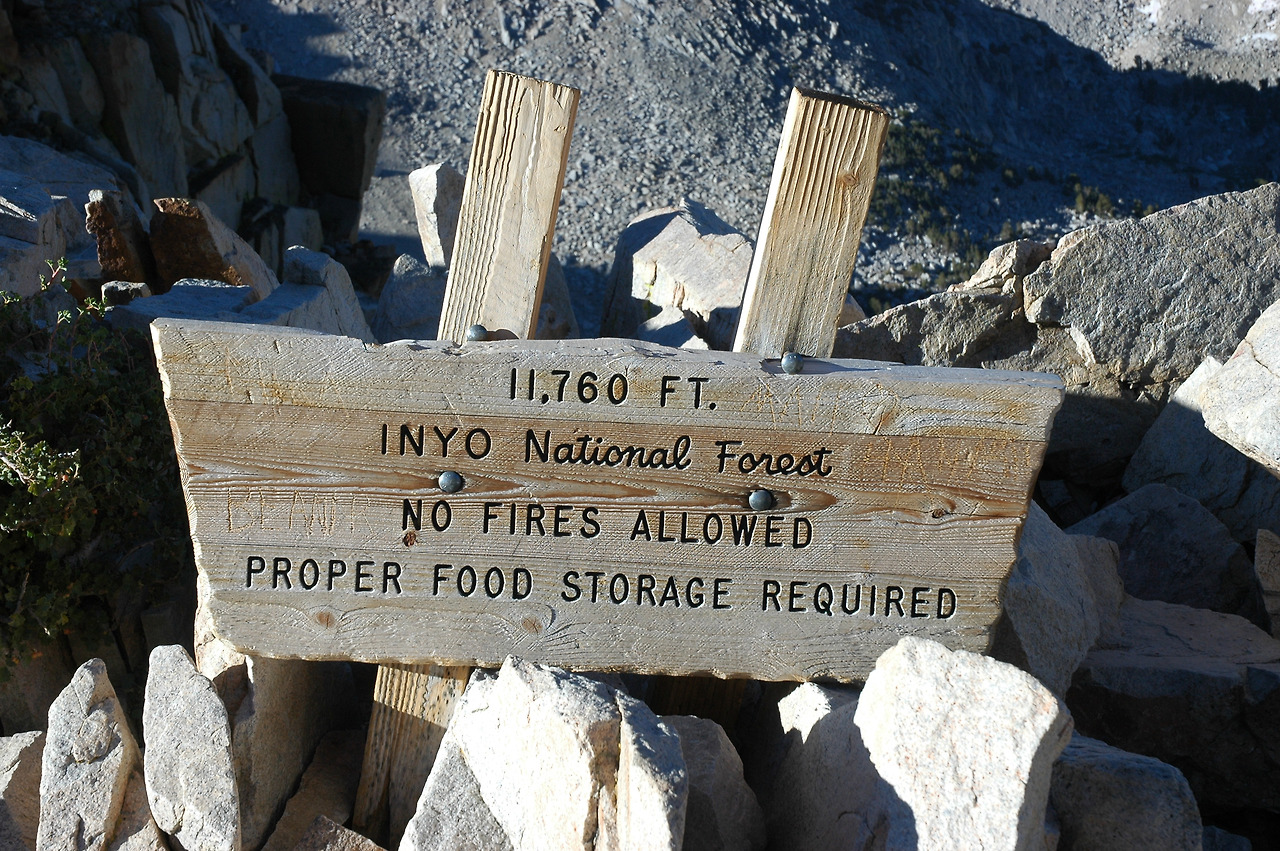 11,760 FT.
INYO National Forest
NO FIRES ALLOWED
PROPER FOOD STORAGE REQUIRED